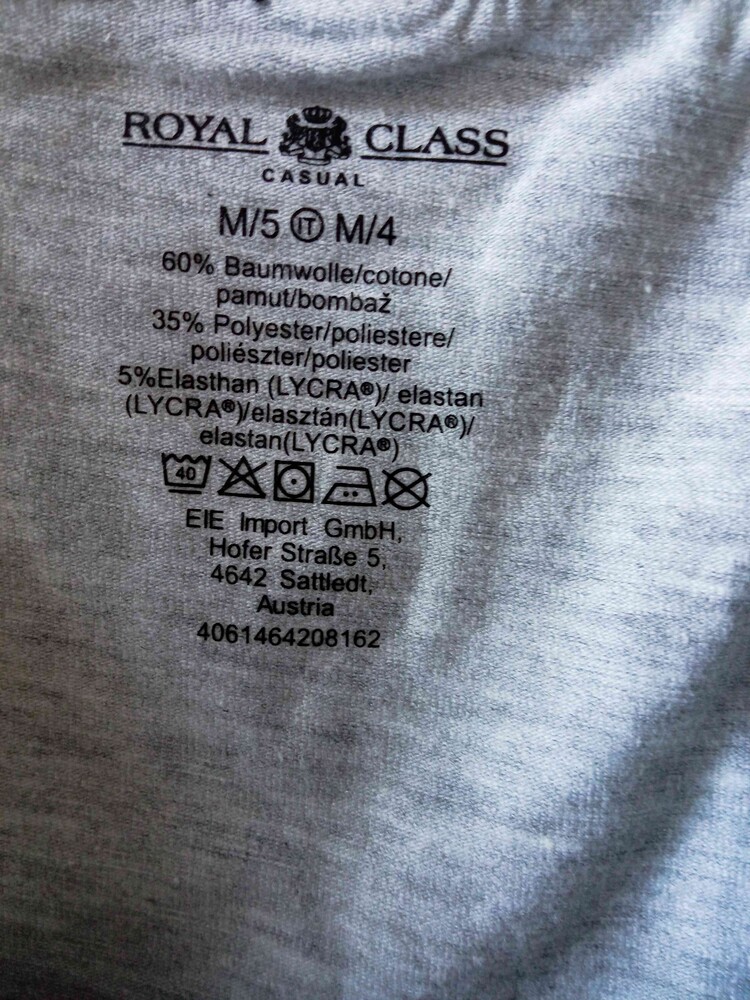 ROYAL CLASS
CASUAL
M/5 IT M/4
60% Baumwolle/cotone/
pamut/bombaž
35% Polyester/poliestere/
poliészter/poliester
5%Elasthan (LYCRA®)/ elastan
(LYCRA®)/elasztán(LYCRA®)/
elastan(LYCRA®)
40
EIE Import GmbH,
Hofer Straße 5,
4642 Sattledt,
Austria
4061464208162